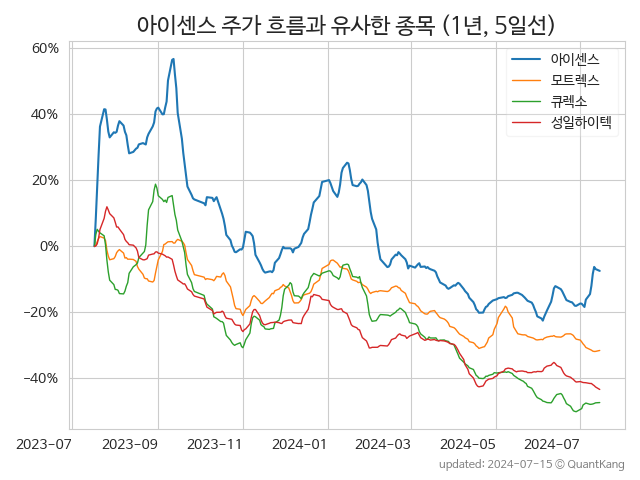 아이센스 주가 흐름과 유사한 종목 (1년, 5일선)
아이센스
모트렉스
큐렉소
성일하이텍
60%
40%
20%
0%
−20%
−40%
2023-07 2023-09 2023-11 2024-01 2024-03 2024-05 2024-07
updated: 2024-07-15 © QuantKang